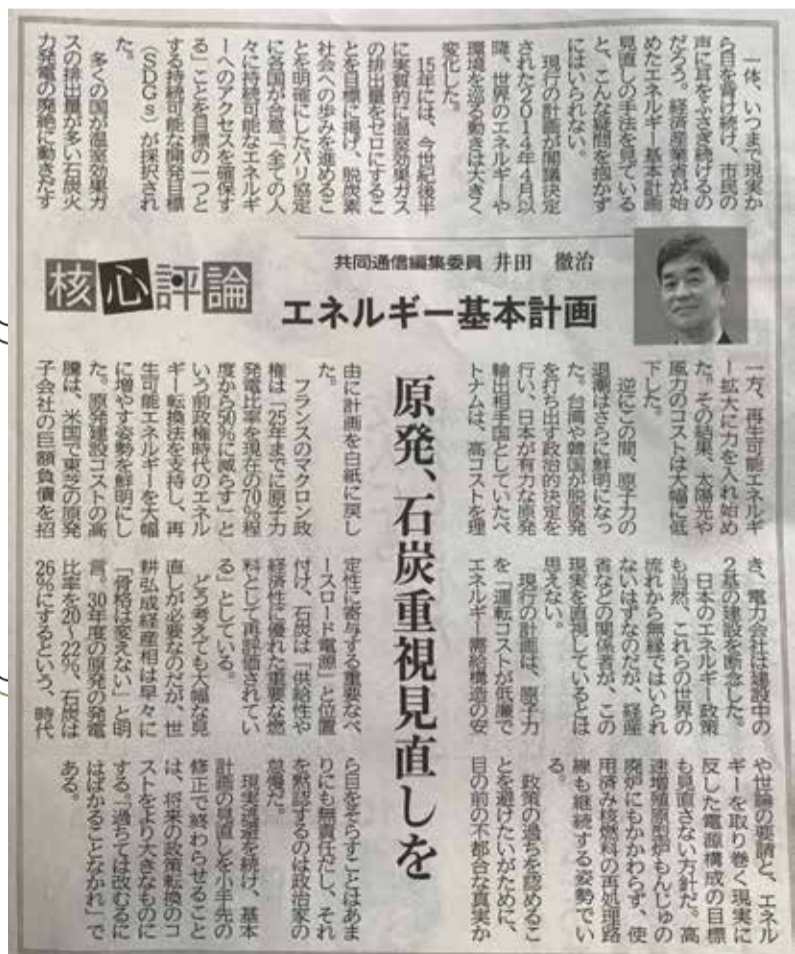 核心評論
共同通信編集委員 井田 徹治
エネルギー基本計画
原発、石炭重視見直しを
一体、いつまで現実か
ら目を背け続け、市民の
声に耳をふさぎ続けるの
だろう。経済産業省が始
めたエネルギー基本計画
見直しの手法を見ている
と、こんな疑問を抱かず
にはいられない。
現行の計画が閣議決定
された2014年4月以
降、世界のエネルギーや
環境を巡る動きは大きく
変化した。
15年には、今世紀後半
に実質的に温室効果ガス
の排出量をゼロにするこ
とを目標に掲げ、脱炭素
社会への歩みを進めるこ
とを明確にしたパリ協定
に各国が合意。「全ての人
々に持続可能なエネルギ
ーへのアクセスを確保す
る」ことを目標の一つと
する持続可能な開発目標
（SDGs）が採択され
た。
多くの国が温室効果ガ
スの排出量が多い石炭火
力発電の廃絶に動きだす
一方、再生可能エネルギ
ー拡大に力を入れ始め
た。その結果、太陽光や
風力のコストは大幅に低
下した。
逆にこの間、原子力の
退潮はさらに鮮明になっ
た。台湾や韓国が脱原発
を打ち出す政治的決定を
行い、日本が有力な原発
輸出相手国としていたベ
トナムは、高コストを理
由に計画を白紙に戻し
た。
フランスのマクロン政
権は「25年までに原子力
発電比率を現在の70％程
度から50％に減らす」と
いう前政権時代のエネル
ギー転換法を支持し、再
生可能エネルギーを大幅
に増やす姿勢を鮮明にし
た。原発建設コストの高
騰は、米国で東芝の原発
子会社の巨額負債を招
き、電力会社は建設中の
2基の建設を断念した。
日本のエネルギー政策
も当然、これらの世界の
流れから無縁ではいられ
ないはずなのだが、経産
省などの関係者が、この
現実を直視しているとは
思えない。
現行の計画は、原子力
を「運転コストが低廉で
エネルギー需給構造の安
定性に寄与する重要なベ
ースロード電源」と位置
付け、石炭は「供給性や
経済性に優れた重要な燃
料として再評価されてい
る」としている。
どう考えても大幅な見
直しが必要なのだが、世
耕弘成経産相は早々に
「骨格は変えない」と明
言。30年度の原発の発電
比率を20～22％、石炭は
26％にするという、時代
や世論の要請と、エネル
ギーを取り巻く現実に
反した電源構成の目標
も見直さない方針だ。高
速増殖原型炉もんじゅの
廃炉にもかかわらず、使
用済み核燃料の再処理路
線も継続する姿勢でい
る。
政策の過ちを認めるこ
とを避けたいがために、
目の前の不都合な真実か
ら目をそらすことはあま
りにも無責任だし、それ
を黙認するのは政治家の
怠慢だ。
現実逃避を続け、基本
計画の見直しを小手先の
修正で終わらせること
は、将来の政策転換のコ
ストをより大きなものに
する。「過ちては改むるに
はばかることなかれ」で
ある。